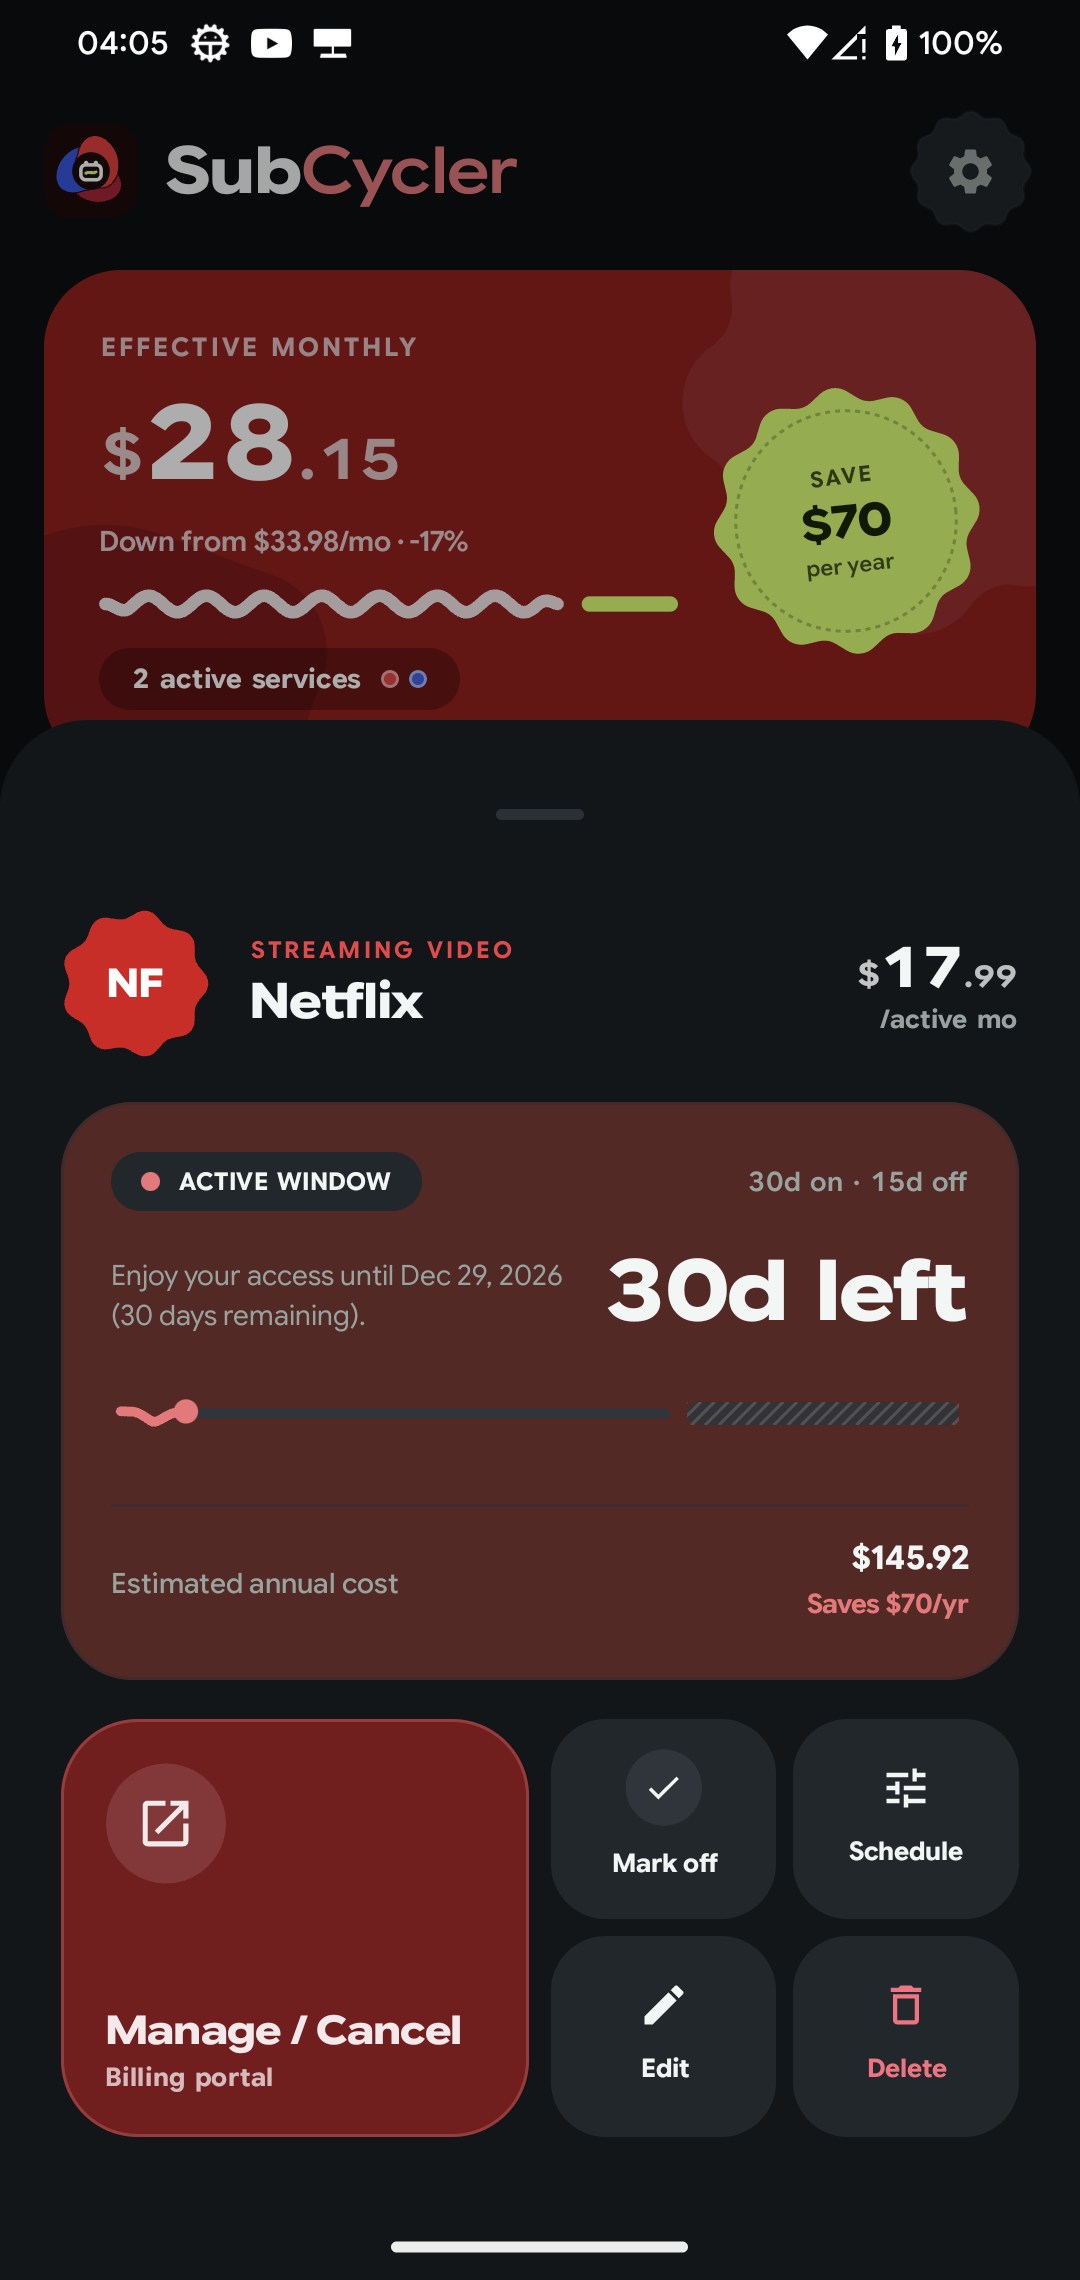 04:05
100%
SubCycler
EFFECTIVE MONTHLY
$28.15
Down from $33.98/mo · -17%
SAVE
$70
per year
2 active services
NF
STREAMING VIDEO
Netflix
$17.99
/active mo
ACTIVE WINDOW
30d on · 15d off
Enjoy your access until Dec 29, 2026
(30 days remaining).
30d left
Estimated annual cost
$145.92
Saves $70/yr
Manage / Cancel
Billing portal
Mark off
Schedule
Edit
Delete